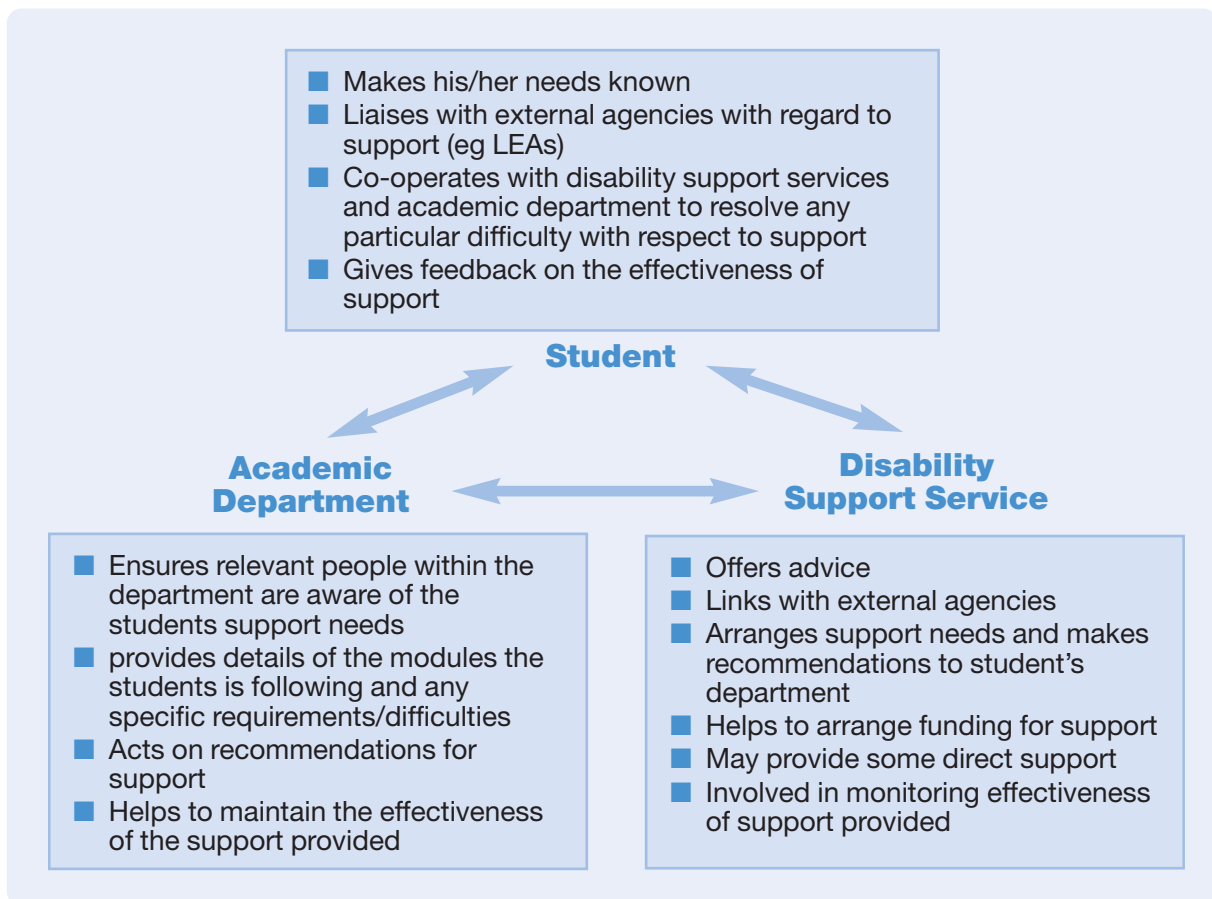 ■ Makes his/her needs known
■ Liaises with external agencies with regard to
support (eg LEAs)
■ Co-operates with disability support services
and academic department to resolve any
particular difficulty with respect to support
■ Gives feedback on the effectiveness of
support
Student
Academic
Department
Disability
Support Service
■ Ensures relevant people within the
department are aware of the
students support needs
■ provides details of the modules the
students is following and any
specific requirements/difficulties
■ Acts on recommendations for
support
■ Helps to maintain the effectiveness
of the support provided
■ Offers advice
■ Links with external agencies
■ Arranges support needs and makes
recommendations to student’s
department
■ Helps to arrange funding for support
■ May provide some direct support
■ Involved in monitoring effectiveness
of support provided